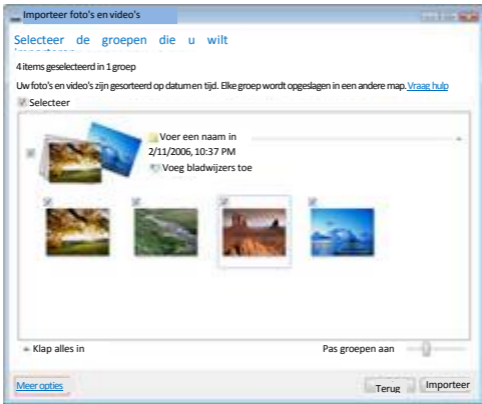 Importeer foto's en video's
Selecteer de groepen die u wilt
4 items geselecteerd in 1 groep
Uw foto's en video's zijn gesorteerd op datum en tijd. Elke groep wordt opgeslagen in een andere map. Vraag hulp
Selecteer
Voer een naam in
2/11/2006, 10:37 PM
Voeg bladwijzers toe
Klap alles in
Pas groepen aan
Meer opties
Terug
Importeer